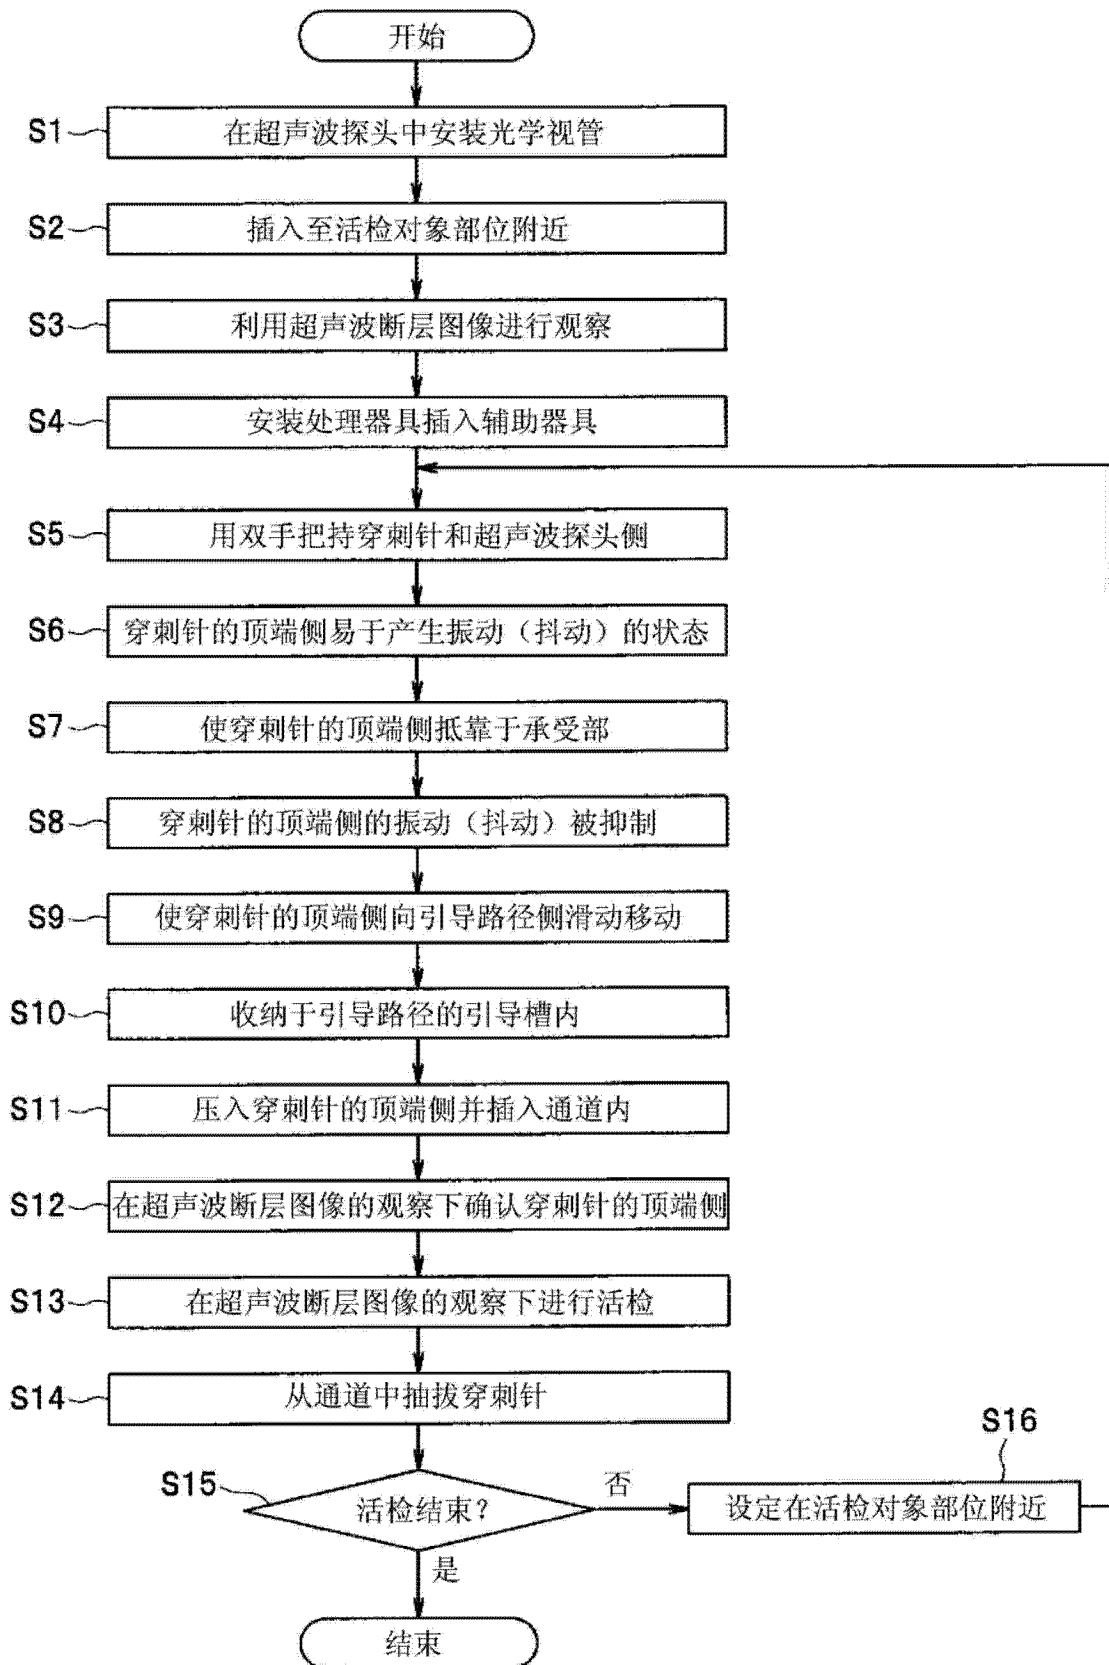 开始
S1 在超声波探头中安装光学视管
S2 插入至活检对象部位附近
S3 利用超声波断层图像进行观察
S4 安装处理器具插入辅助器具
S5 用双手把持穿刺针和超声波探头侧
S6 穿刺针的顶端侧易于产生振动（抖动）的状态
S7 使穿刺针的顶端侧抵靠于承受部
S8 穿刺针的顶端侧的振动（抖动）被抑制
S9 使穿刺针的顶端侧向引导路径侧滑动移动
S10 收纳于引导路径的引导槽内
S11 压入穿刺针的顶端侧并插入通道内
S12 在超声波断层图像的观察下确认穿刺针的顶端侧
S13 在超声波断层图像的观察下进行活检
S14 从通道中抽拔穿刺针
S15 活检结束？
否
S16 设定在活检对象部位附近
是
结束